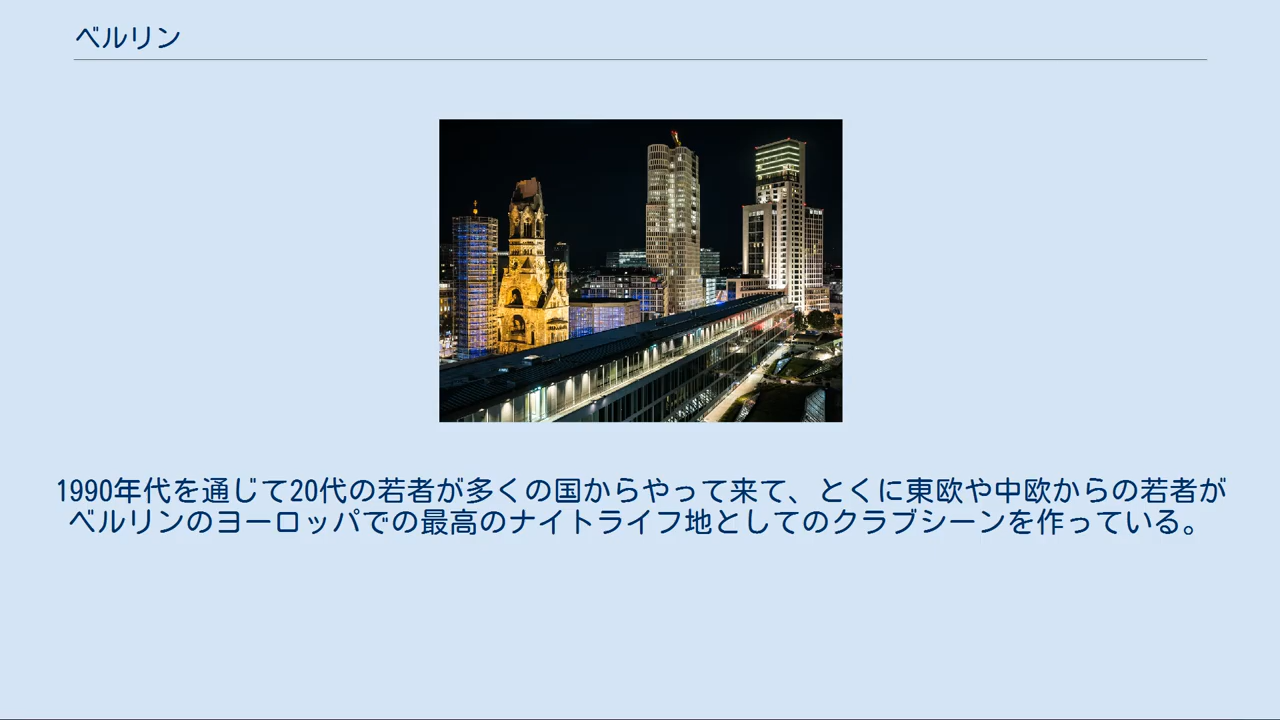 ベルリン
1990年代を通じて20代の若者が多くの国からやって来て、とくに東欧や中欧からの若者が
ベルリンのヨーロッパでの最高のナイトライフ地としてのクラブシーンを作っている。